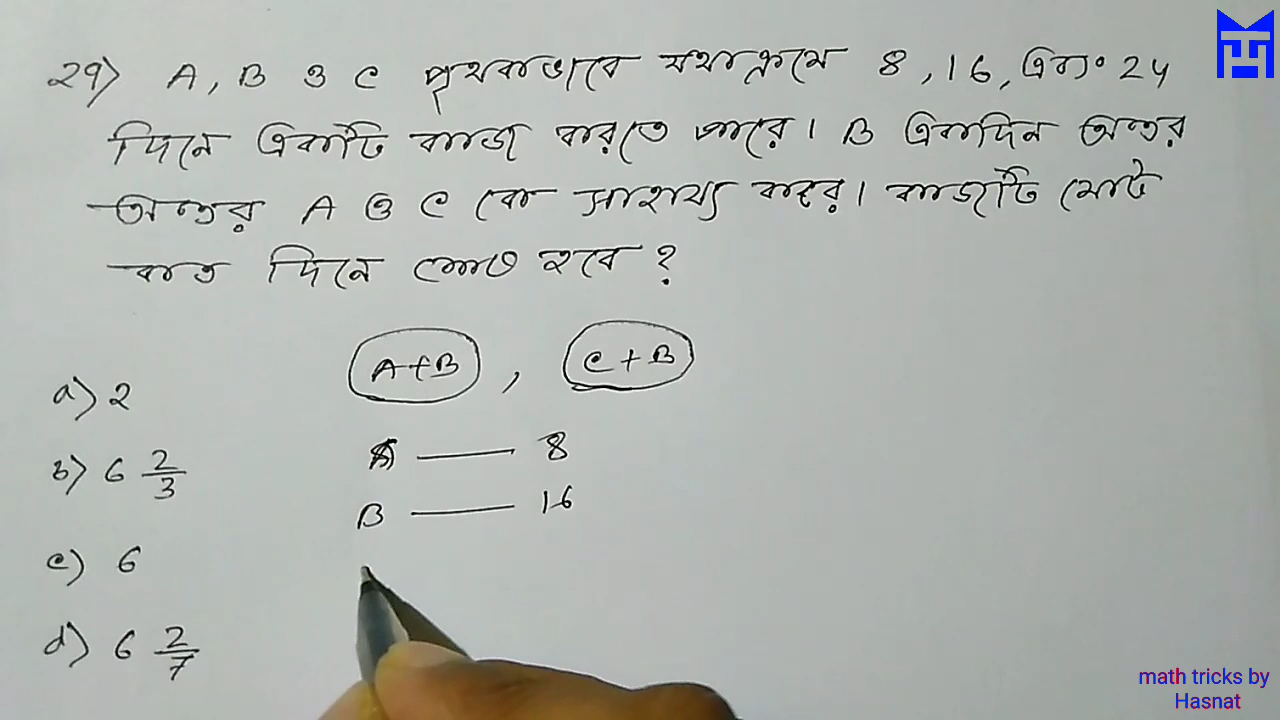 29) A, B ও C পৃথকভাবে যথাক্রমে 8, 16, এবং 24
দিনে একটি কাজ করতে পারে। B একদিন অন্তর
অন্তর A ও C কে সাহায্য করে। কাজটি মোট
কত দিনে শেষ হবে?
A+B , C+B
a) 2
A — 8
b) 6 2/3
B — 16
c) 6
d) 6 2/7
math tricks by
Hasnat